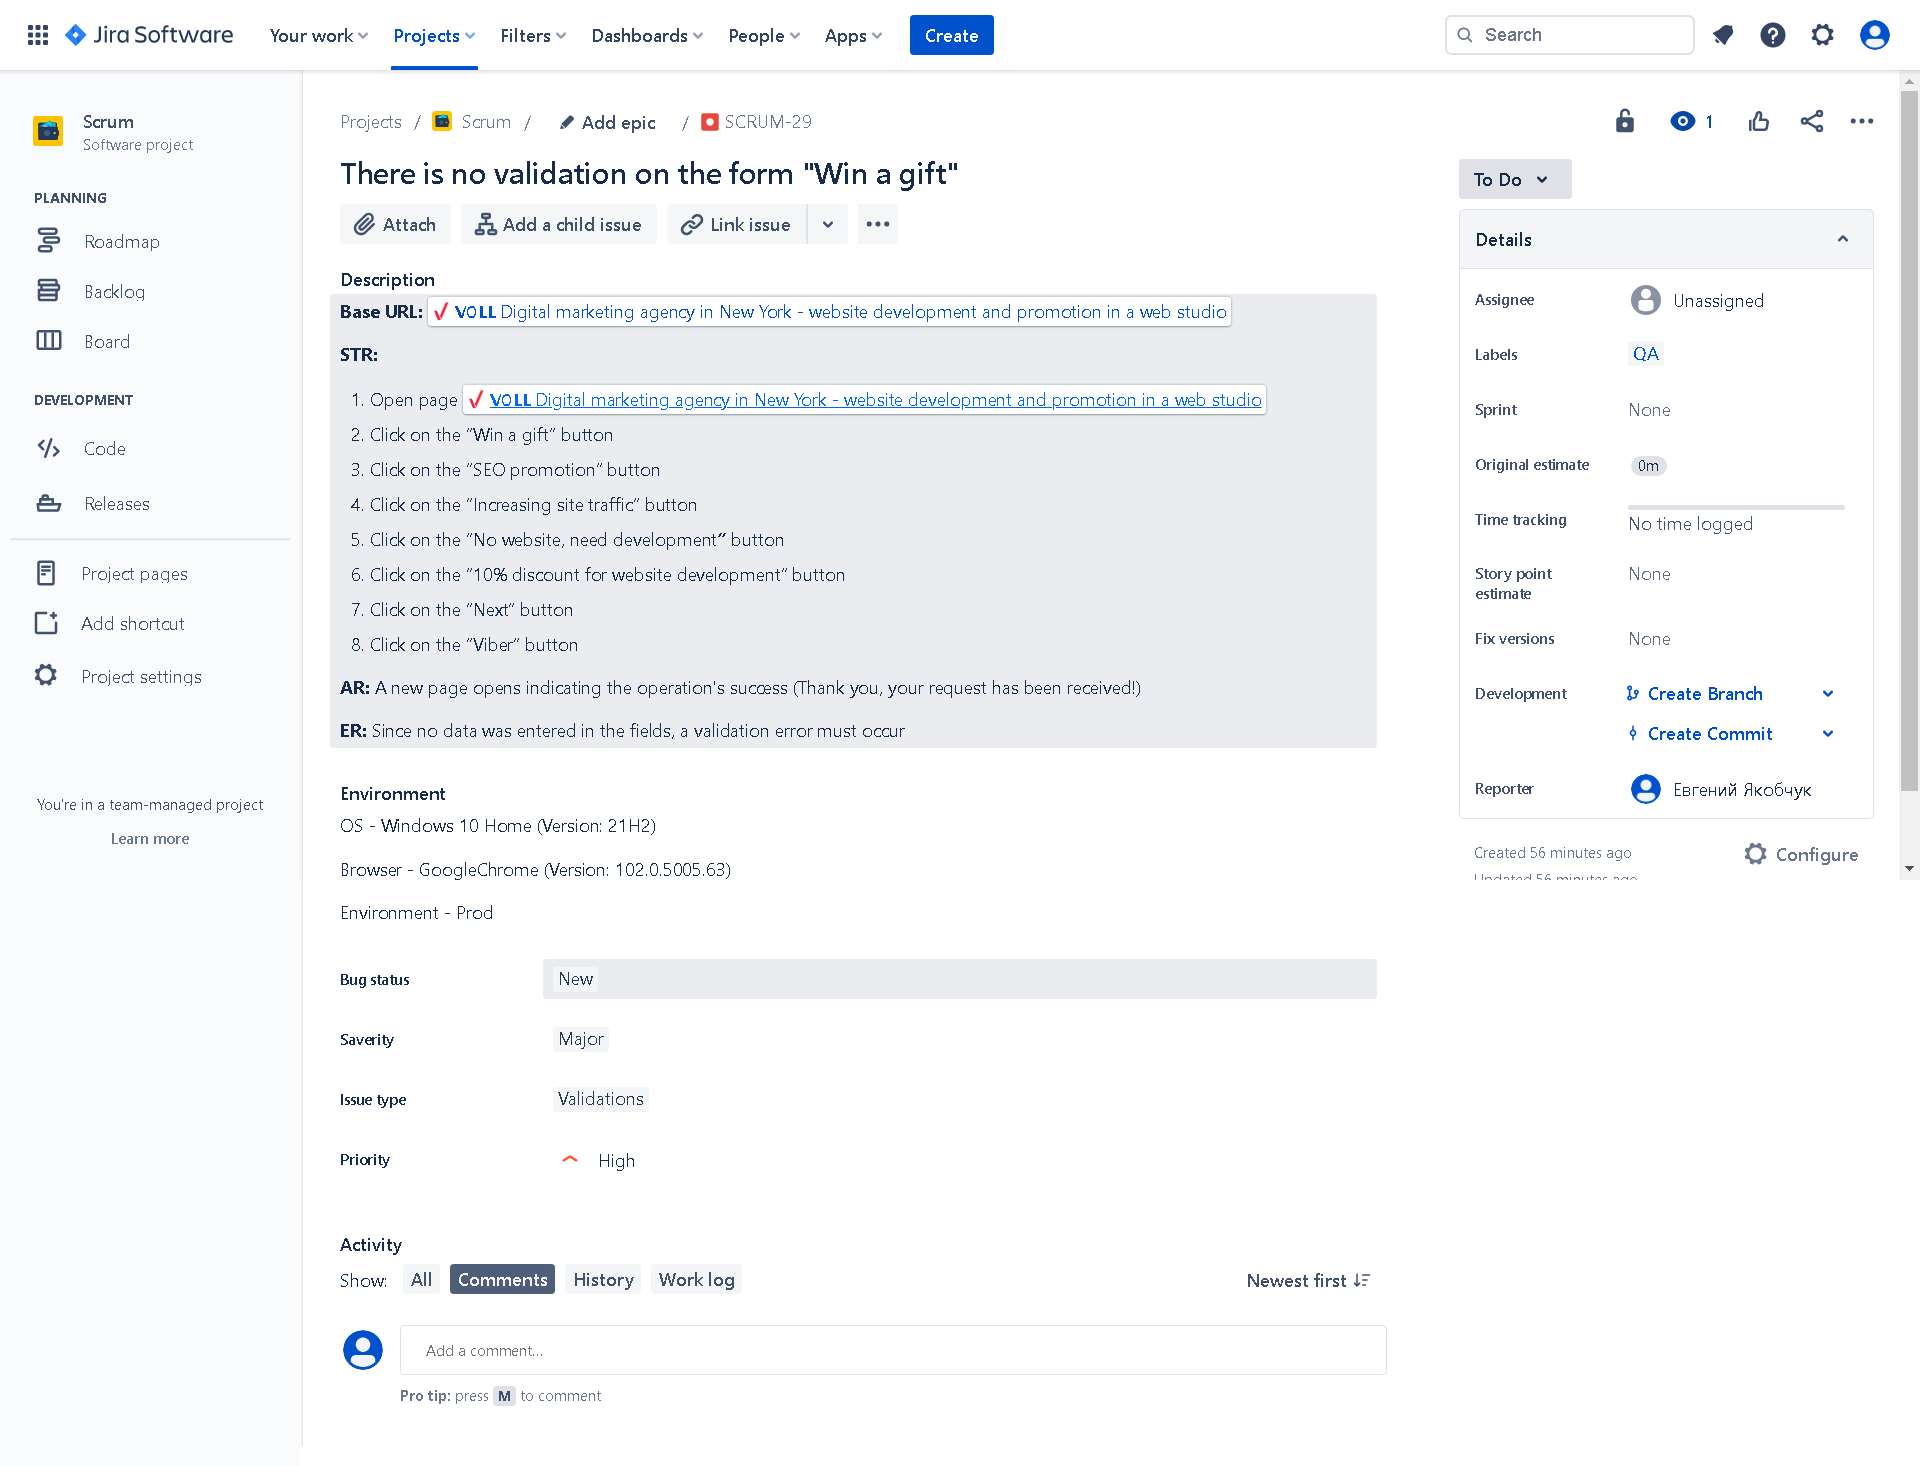 Jira Software
Your work
Projects
Filters
Dashboards
People
Apps
Create
Search
Scrum
Software project
PLANNING
Roadmap
Backlog
Board
DEVELOPMENT
Code
Releases
Project pages
Add shortcut
Project settings
You're in a team-managed project
Learn more
Projects / Scrum / Add epic / SCRUM-29
1
There is no validation on the form "Win a gift"
Attach
Add a child issue
Link issue
Description
Base URL: VOLL Digital marketing agency in New York - website development and promotion in a web studio
STR:
1. Open page VOLL Digital marketing agency in New York - website development and promotion in a web studio
2. Click on the “Win a gift” button
3. Click on the “SEO promotion” button
4. Click on the “Increasing site traffic” button
5. Click on the “No website, need development” button
6. Click on the “10% discount for website development” button
7. Click on the “Next” button
8. Click on the “Viber” button
AR: A new page opens indicating the operation's success (Thank you, your request has been received!)
ER: Since no data was entered in the fields, a validation error must occur
Environment
OS - Windows 10 Home (Version: 21H2)
Browser - GoogleChrome (Version: 102.0.5005.63)
Environment - Prod
Bug status New
Saverity Major
Issue type Validations
Priority High
Activity
Show: All Comments History Work log Newest first
Add a comment...
Pro tip: press M to comment
To Do
Details
Assignee Unassigned
Labels QA
Sprint None
Original estimate 0m
Time tracking No time logged
Story point
estimate
None
Fix versions None
Development Create Branch
Create Commit
Reporter Евгений Якобчук
Created 56 minutes ago
Configure
Updated 56 minutes ago